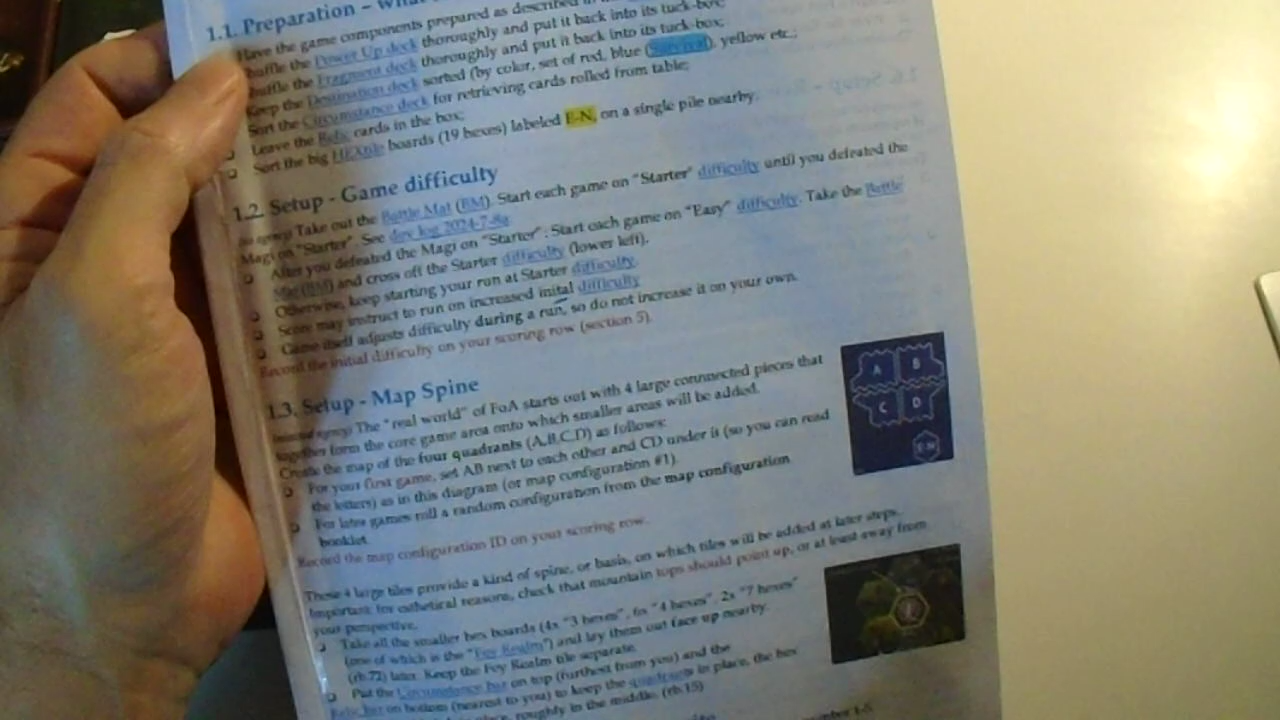 1.1. Preparation – What
Have the game components prepared as described in
Shuffle the Power Up deck thoroughly and put it back into its tuck-box;
Shuffle the Fragment deck thoroughly and put it back into its tuck-box;
Keep the Destination deck sorted (by color, set of red, blue (Survival), yellow etc.;
Sort the Circumstance deck for retrieving cards rolled from table;
Leave the Relic cards in the box;
Sort the big HEXtile boards (19 hexes) labeled E-N, on a single pile nearby.
1.2. Setup - Game difficulty
Take out the Battle Mat (BM). Start each game on "Starter" difficulty until you defeated the
Magi on "Starter". See dev log 2024-7-8a.
After you defeated the Magi on "Starter": Start each game on "Easy" difficulty. Take the Battle
Mat (BM) and cross off the Starter difficulty (lower left).
Otherwise, keep starting your run at Starter difficulty.
Score may instruct to run on increased inital difficulty
Game itself adjusts difficulty during a run, so do not increase it on your own.
Record the initial difficulty on your scoring row (section 5).
1.3. Setup - Map Spine
The "real world" of FoA starts out with 4 large connnected pieces that
together form the core game area onto which smaller areas will be added.
Create the map of the four quadrants (A,B,C,D) as follows:
For your first game, set AB next to each other and CD under it (so you can read
the letters) as in this diagram (or map configuration #1).
For later games roll a random configuration from the map configuration
booklet.
Record the map configuration ID on your scoring row.
A B
C D
E-N
These 4 large tiles provide a kind of spine, or basis, on which tiles will be added at later steps.
Important: for esthetical reasons, check that mountain tops should point up, or at least away from
your perspective.
Take all the smaller hex boards (4x "3 hexes", 6x "4 hexes", 2x "7 hexes"
(one of which is the "Fey Realm") and lay them out face up nearby.
(rb.72) later. Keep the Fey Realm tile separate.
Put the Circumstance bar on top (furthest from you) and the
Relic bar on bottom (nearest to you) to keep the quadrants in place, the hex
place, roughly in the middle. (rb.15)
number 1-6